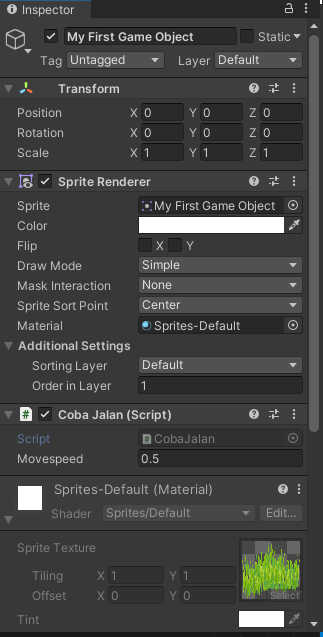 Inspector
My First Game Object Static
Tag Untagged Layer Default
Transform
Position X 0 Y 0 Z 0
Rotation X 0 Y 0 Z 0
Scale X 1 Y 1 Z 1
Sprite Renderer
Sprite My First Game Object
Color
Flip X Y
Draw Mode Simple
Mask Interaction None
Sprite Sort Point Center
Material Sprites-Default
Additional Settings
Sorting Layer Default
Order in Layer 1
# Coba Jalan (Script)
Script # CobaJalan
Movespeed 0.5
Sprites-Default (Material)
Shader Sprites/Default Edit...
Sprite Texture
Tiling X 1 Y 1
Offset X 0 Y 0 Select
Tint